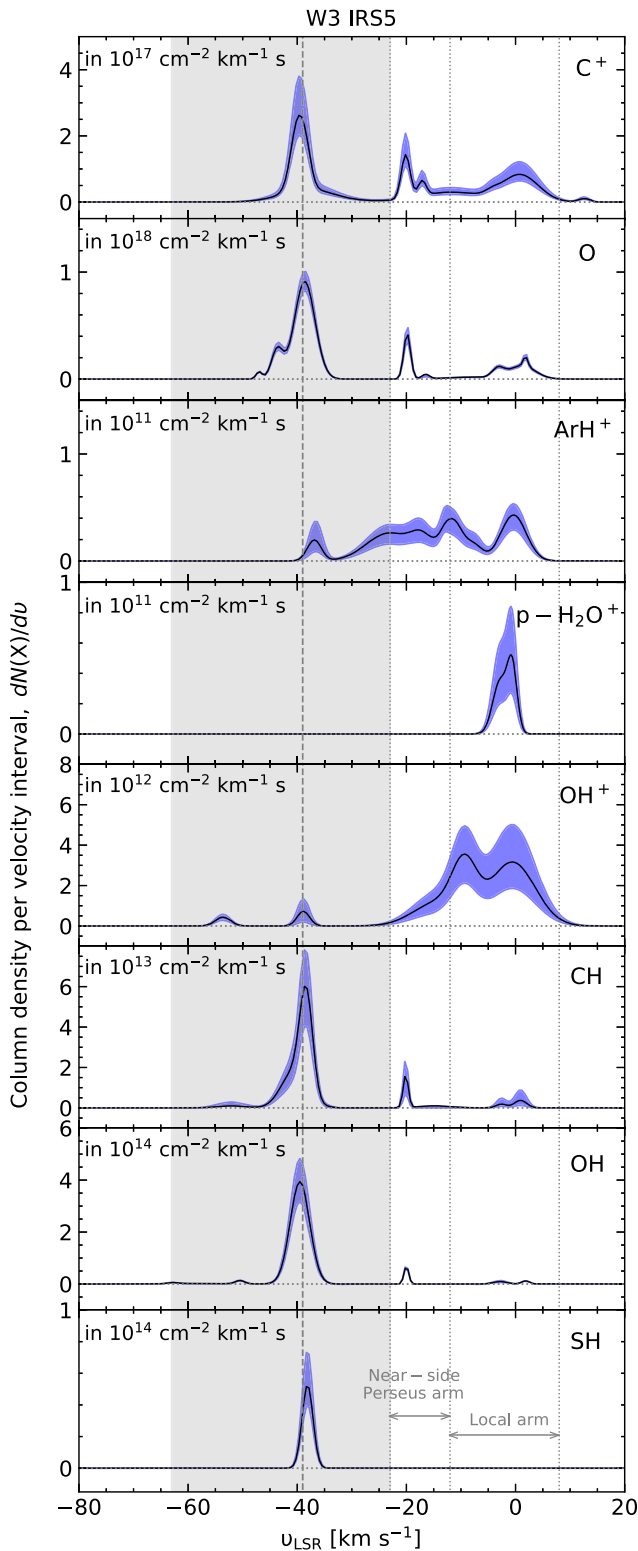 W3 IRS5
in 10¹⁷ cm⁻² km⁻¹ s
C⁺
4
2
0
in 10¹⁸ cm⁻² km⁻¹ s
O
1
0
in 10¹¹ cm⁻² km⁻¹ s
ArH⁺
1
0
1
in 10¹¹ cm⁻² km⁻¹ s
p − H₂O⁺
0
8
in 10¹² cm⁻² km⁻¹ s
OH⁺
6
4
2
0
in 10¹³ cm⁻² km⁻¹ s
CH
6
4
2
0
6
in 10¹⁴ cm⁻² km⁻¹ s
OH
4
2
0
1
in 10¹⁴ cm⁻² km⁻¹ s
SH
Near − side
Perseus arm
Local arm
0
Column density per velocity interval, dN(X)/dυ
−80 −60 −40 −20 0 20
υLSR [km s⁻¹]